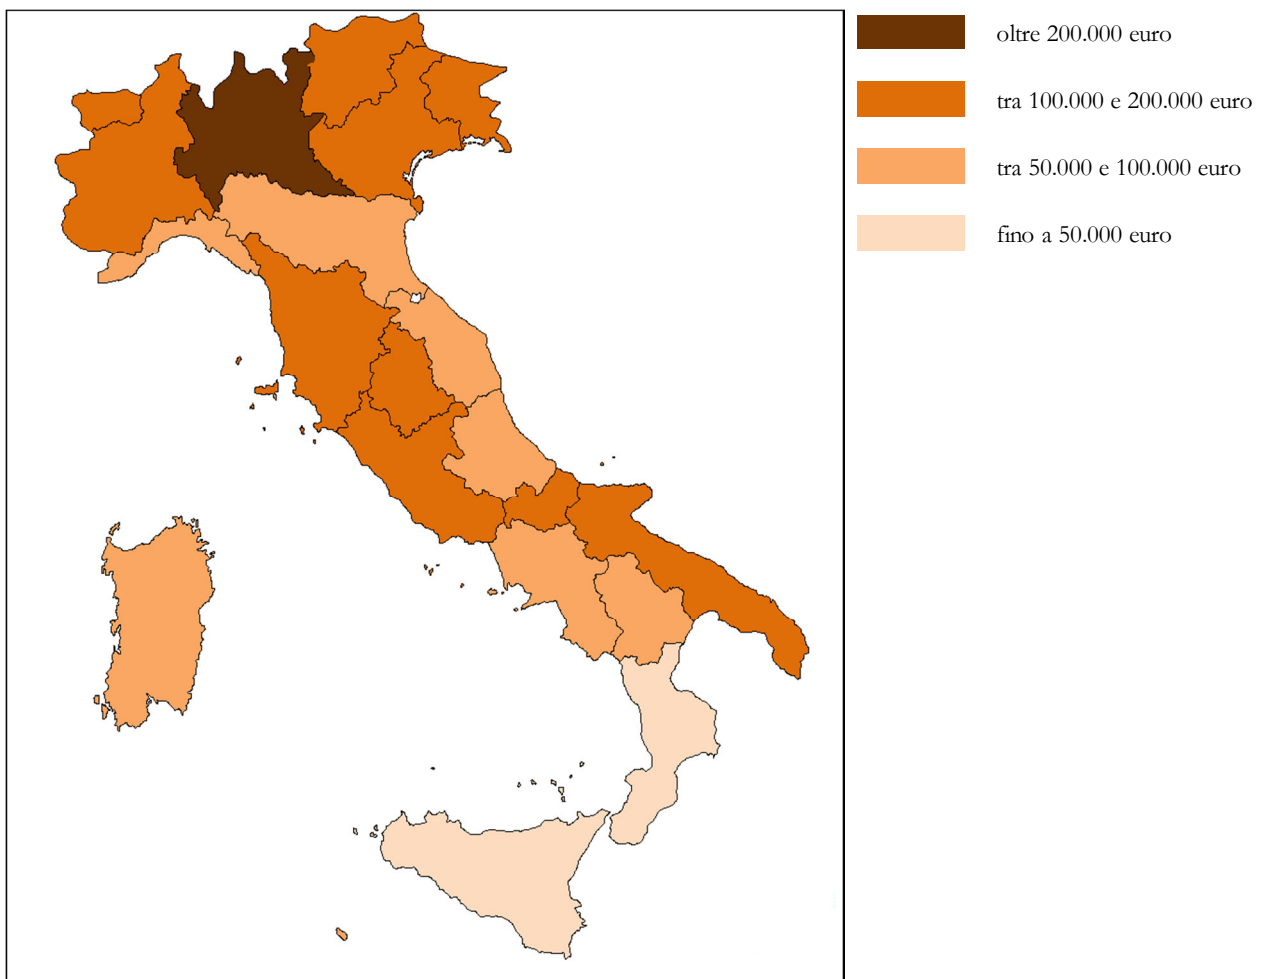 oltre 200.000 euro
tra 100.000 e 200.000 euro
tra 50.000 e 100.000 euro
fino a 50.000 euro